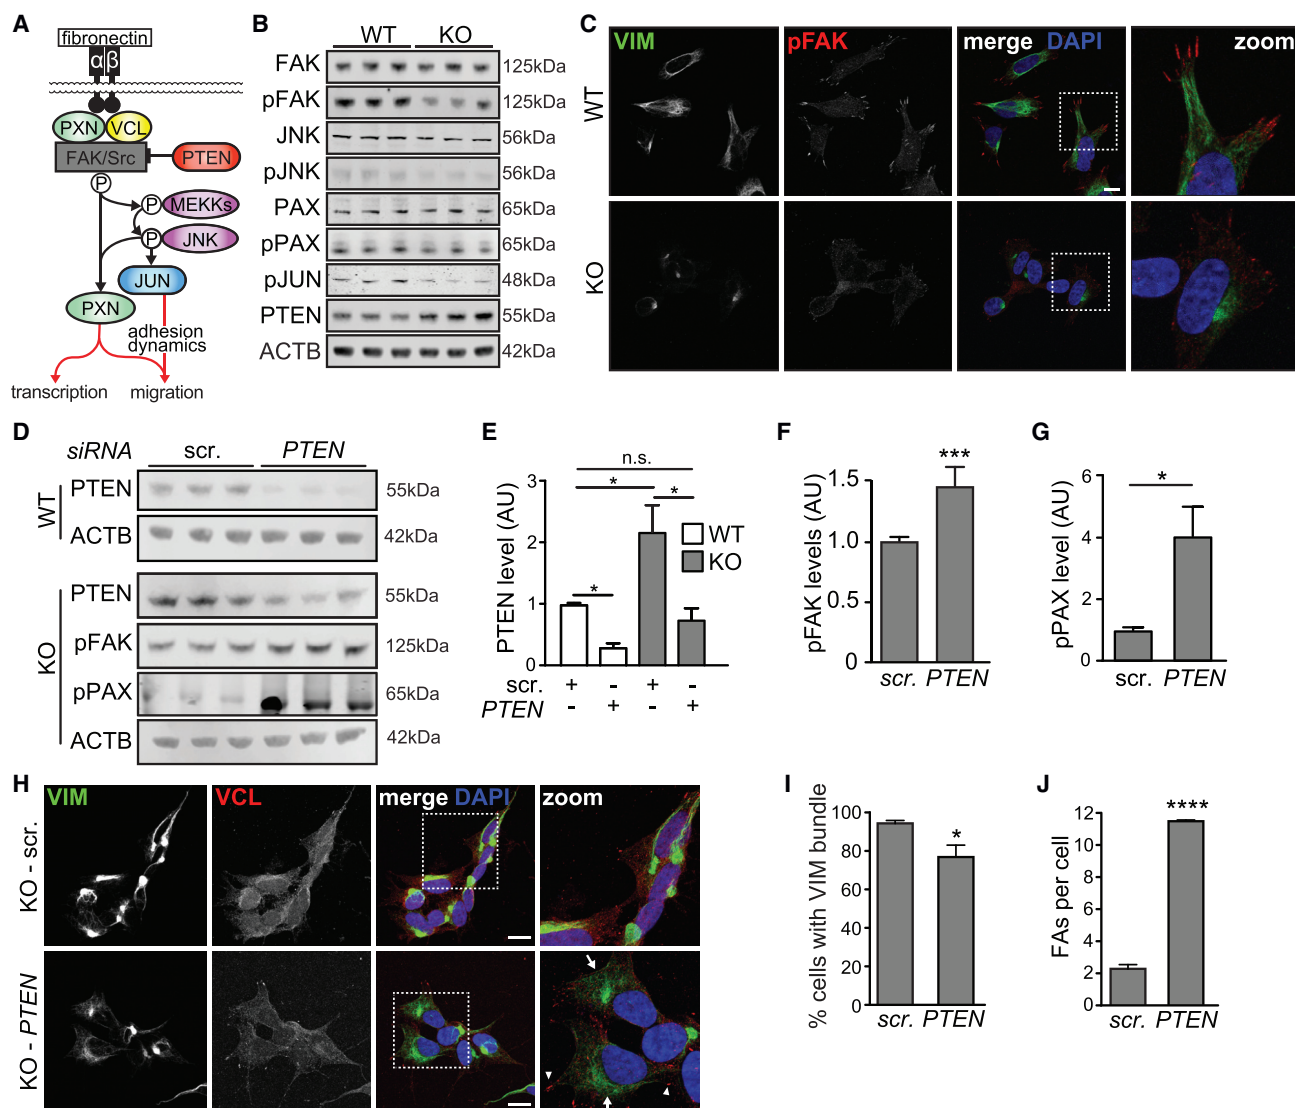 A
fibronectin
α β
PXN VCL
FAK/Src
PTEN
P
P MEKKs
P JNK
JUN
PXN
adhesion
dynamics
transcription
migration
B
WT KO
FAK 125kDa
pFAK 125kDa
JNK 56kDa
pJNK 56kDa
PAX 65kDa
pPAX 65kDa
pJUN 48kDa
PTEN 55kDa
ACTB 42kDa
C
VIM pFAK merge DAPI zoom
WT
KO
D
siRNA scr. PTEN
WT
PTEN 55kDa
ACTB 42kDa
KO
PTEN 55kDa
pFAK 125kDa
pPAX 65kDa
ACTB 42kDa
E
n.s.
* *
*
PTEN level (AU)
3
2
1
0
WT
KO
scr. + - + -
PTEN - + - +
F
***
pFAK levels (AU)
1.5
1.0
0.5
0
scr. PTEN
G
*
pPAX level (AU)
6
4
2
0
scr. PTEN
H
VIM VCL merge DAPI zoom
KO - scr.
KO - PTEN
I
*
% cells with VIM bundle
100
80
60
40
20
0
scr. PTEN
J
****
FAs per cell
12
10
8
6
4
2
0
scr. PTEN